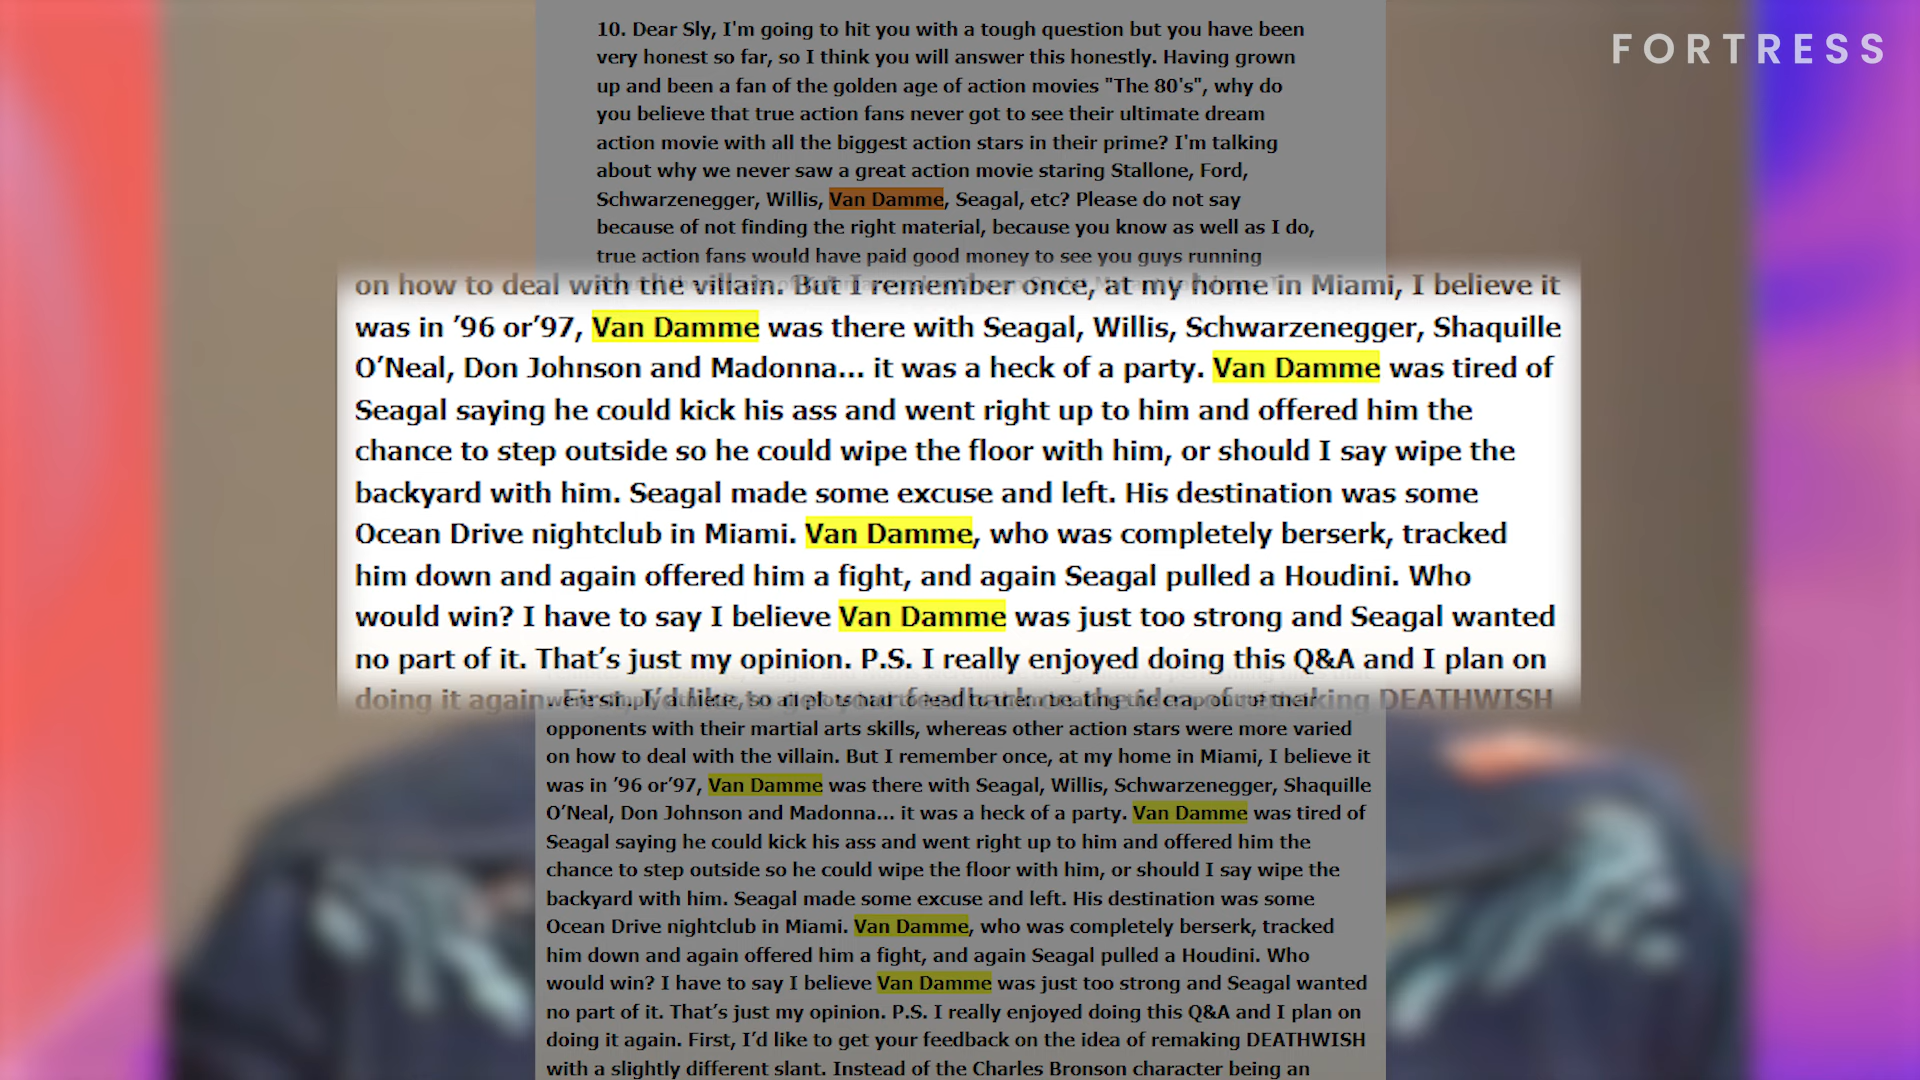 FORTRESS
10. Dear Sly, I'm going to hit you with a tough question but you have been
very honest so far, so I think you will answer this honestly. Having grown
up and been a fan of the golden age of action movies "The 80's", why do
you believe that true action fans never got to see their ultimate dream
action movie with all the biggest action stars in their prime? I'm talking
about why we never saw a great action movie staring Stallone, Ford,
Schwarzenegger, Willis, Van Damme, Seagal, etc? Please do not say
because of not finding the right material, because you know as well as I do,
true action fans would have paid good money to see you guys running
on how to deal with the villain. But I remember once, at my home in Miami, I believe it
was in ’96 or’97, Van Damme was there with Seagal, Willis, Schwarzenegger, Shaquille
O’Neal, Don Johnson and Madonna... it was a heck of a party. Van Damme was tired of
Seagal saying he could kick his ass and went right up to him and offered him the
chance to step outside so he could wipe the floor with him, or should I say wipe the
backyard with him. Seagal made some excuse and left. His destination was some
Ocean Drive nightclub in Miami. Van Damme, who was completely berserk, tracked
him down and again offered him a fight, and again Seagal pulled a Houdini. Who
would win? I have to say I believe Van Damme was just too strong and Seagal wanted
no part of it. That’s just my opinion. P.S. I really enjoyed doing this Q&A and I plan on
doing it again. First, I’d like to get your feedback on the idea of remaking DEATHWISH
opponents with their martial arts skills, whereas other action stars were more varied
on how to deal with the villain. But I remember once, at my home in Miami, I believe it
was in ’96 or’97, Van Damme was there with Seagal, Willis, Schwarzenegger, Shaquille
O’Neal, Don Johnson and Madonna... it was a heck of a party. Van Damme was tired of
Seagal saying he could kick his ass and went right up to him and offered him the
chance to step outside so he could wipe the floor with him, or should I say wipe the
backyard with him. Seagal made some excuse and left. His destination was some
Ocean Drive nightclub in Miami. Van Damme, who was completely berserk, tracked
him down and again offered him a fight, and again Seagal pulled a Houdini. Who
would win? I have to say I believe Van Damme was just too strong and Seagal wanted
no part of it. That’s just my opinion. P.S. I really enjoyed doing this Q&A and I plan on
doing it again. First, I’d like to get your feedback on the idea of remaking DEATHWISH
with a slightly different slant. Instead of the Charles Bronson character being an